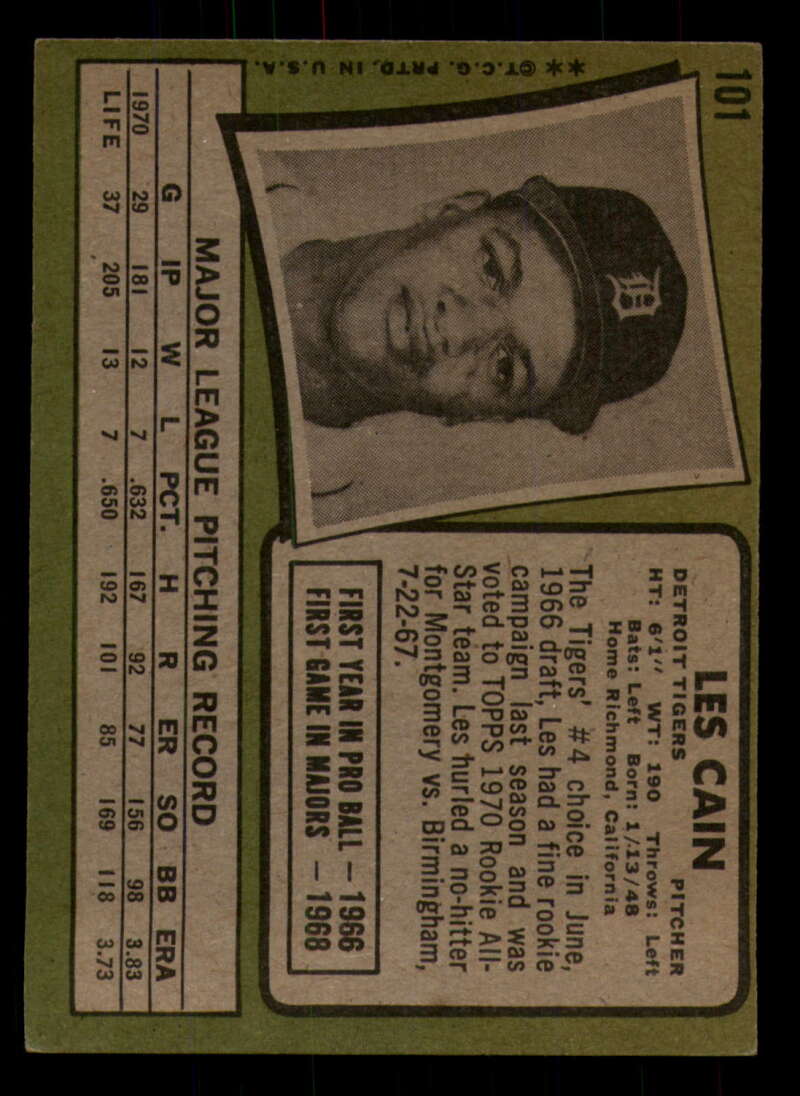 101
**©T.C.G. PRTD. IN U.S.A.
D
LES CAIN
DETROIT TIGERS PITCHER
HT: 6'1" WT: 190 Throws: Left
Bats: Left Born: 1/13/48
Home Richmond, California
The Tigers' #4 choice in June,
1966 draft, Les had a fine rookie
campaign last season and was
voted to TOPPS 1970 Rookie All-
Star team. Les hurled a no-hitter
for Montgomery vs. Birmingham,
7-22-67.
FIRST YEAR IN PRO BALL — 1966
FIRST GAME IN MAJORS — 1968
MAJOR LEAGUE PITCHING RECORD
G IP W L PCT. H R ER SO BB ERA
1970 29 181 12 7 .632 167 92 77 156 98 3.83
LIFE 37 205 13 7 .650 192 101 85 169 118 3.73